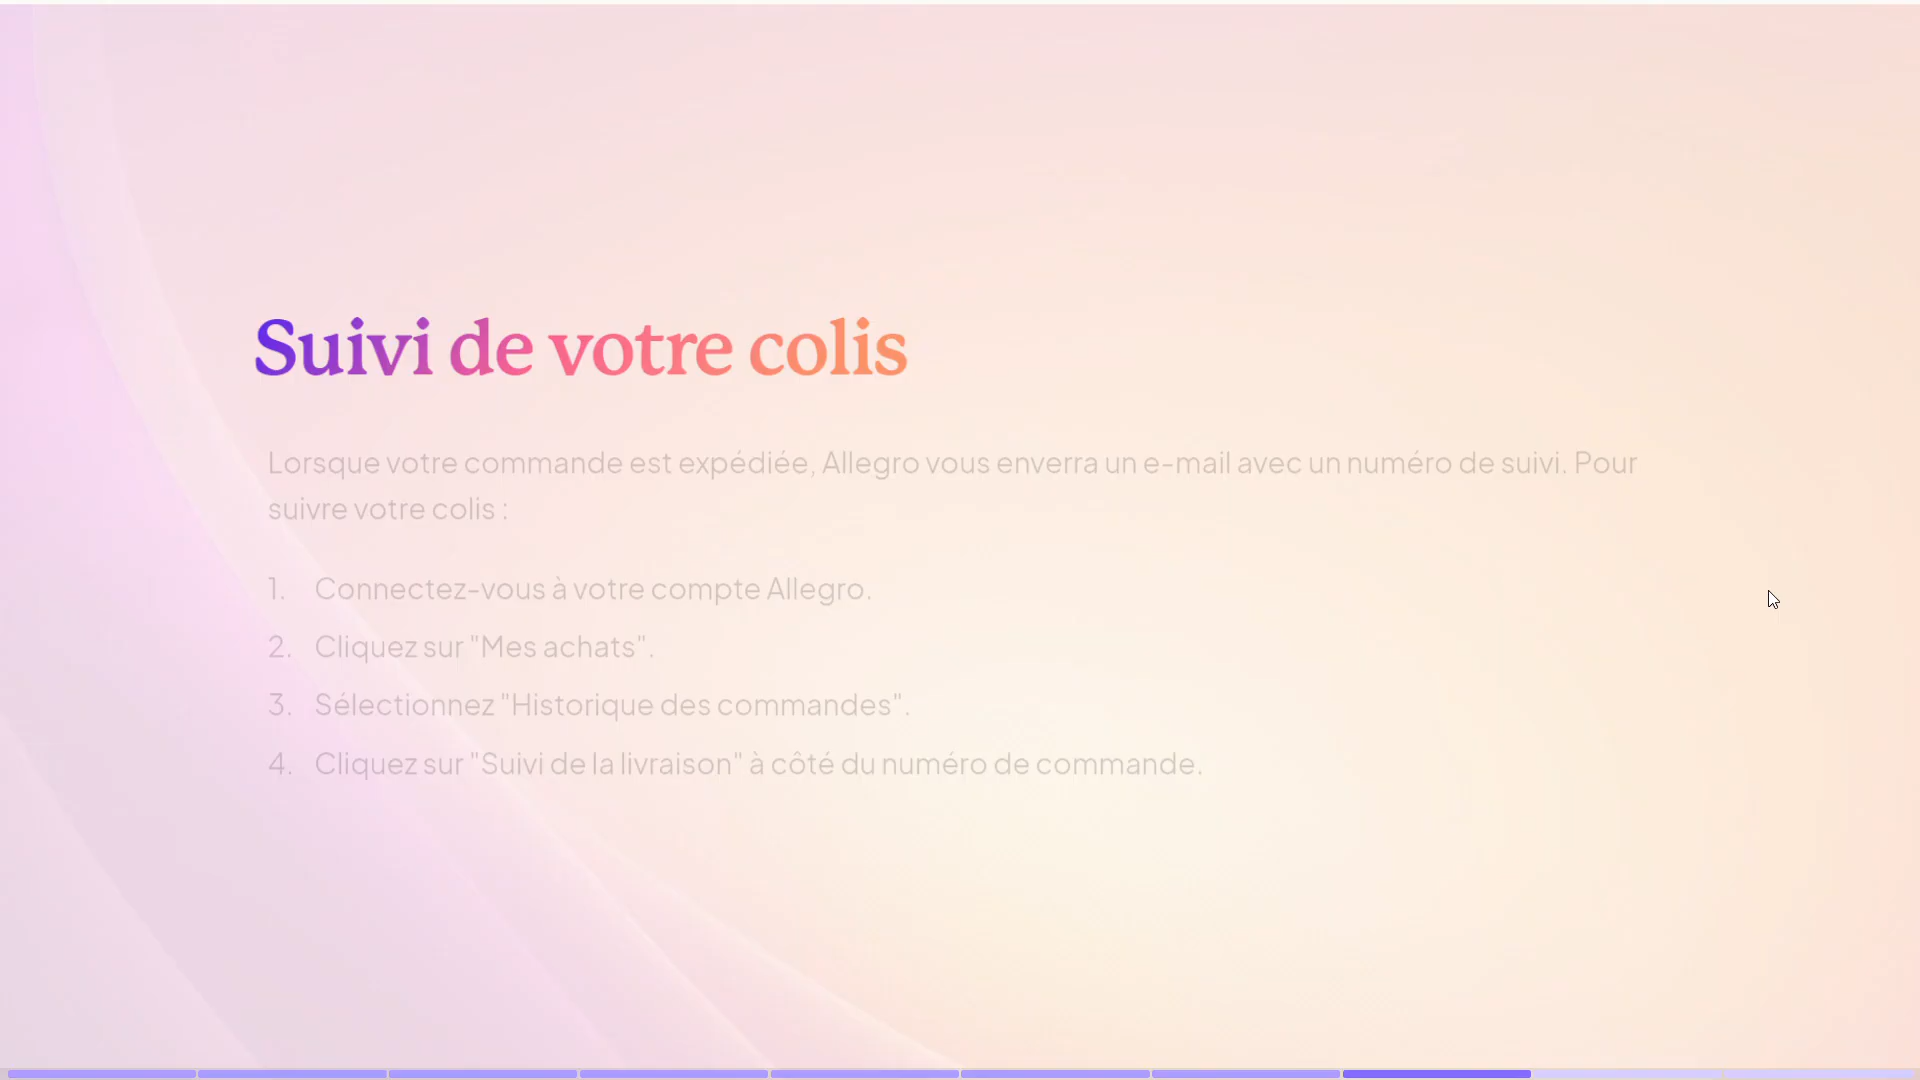 Suivi de votre colis
Lorsque votre commande est expédiée, Allegro vous enverra un e-mail avec un numéro de suivi. Pour
suivre votre colis :
1. Connectez-vous à votre compte Allegro.
2. Cliquez sur "Mes achats".
3. Sélectionnez "Historique des commandes".
4. Cliquez sur "Suivi de la livraison" à côté du numéro de commande.